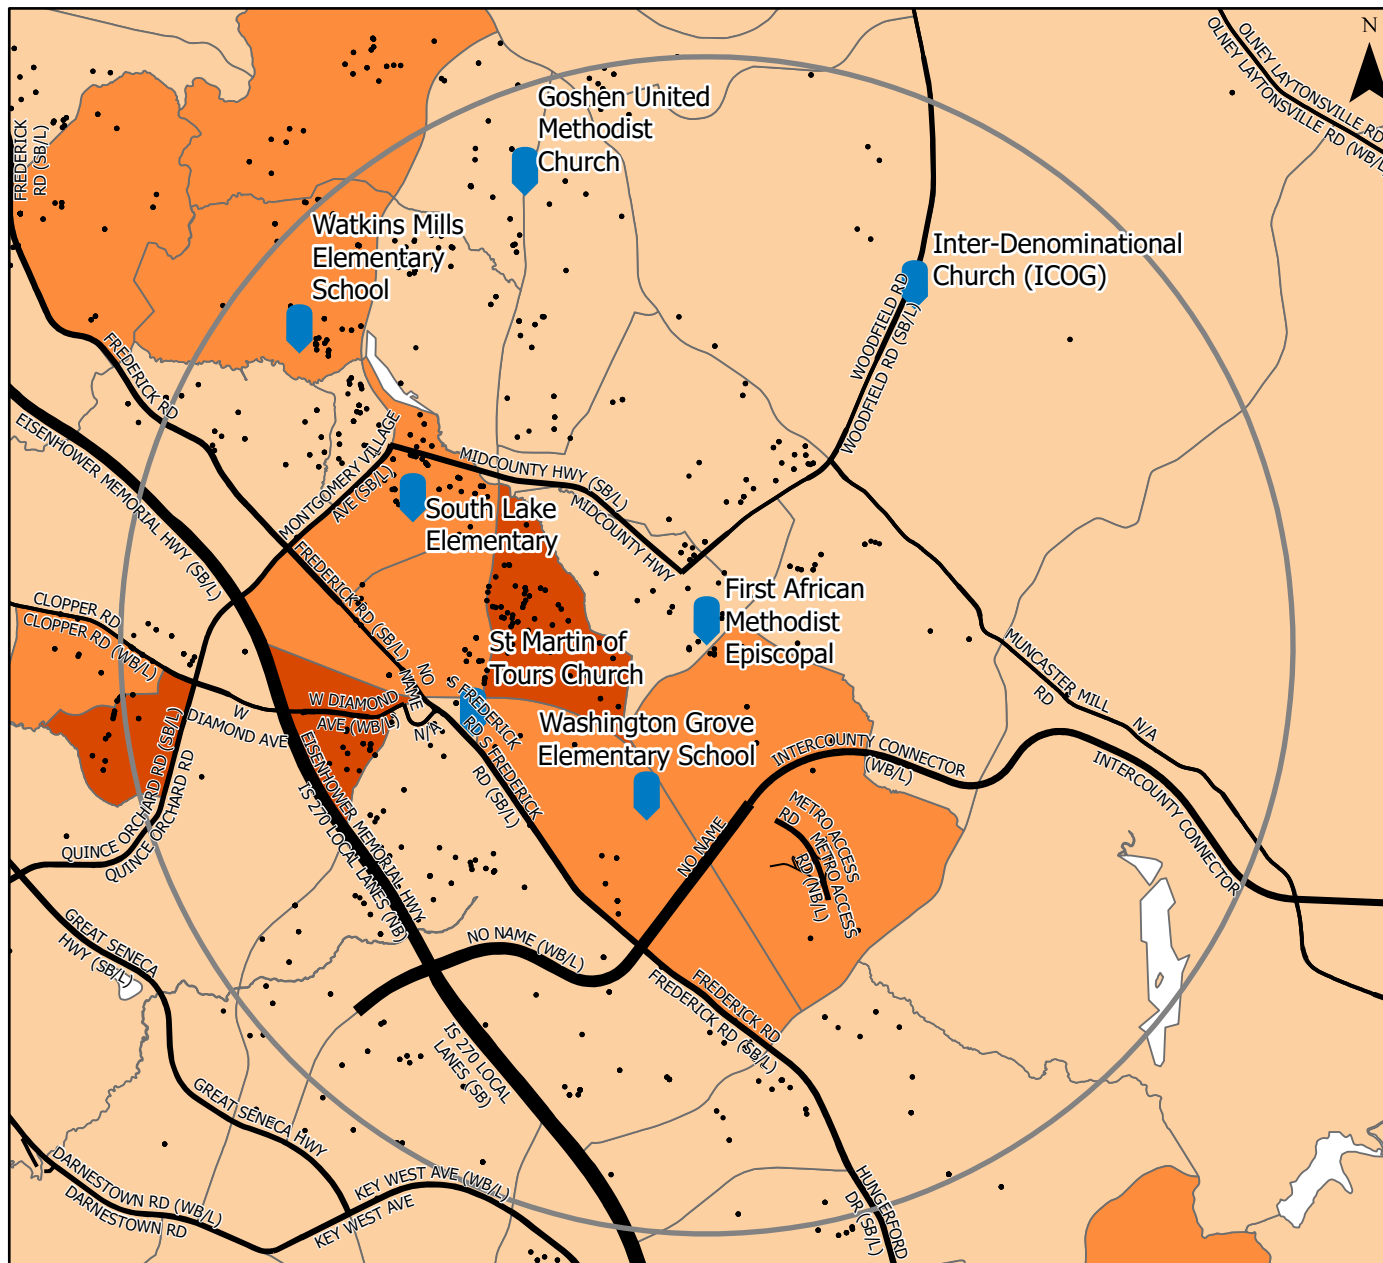 N
OLNEY LAYTONSVILLE RD
OLNEY LAYTONSVILLE RD (WB/L)
Goshen United
Methodist
Church
FREDERICK
RD (SB/L)
Watkins Mills
Elementary
School
Inter-Denominational
Church (ICOG)
WOODFIELD RD
WOODFIELD RD (SB/L)
FREDERICK RD
EISENHOWER MEMORIAL HWY (SB/L)
MONTGOMERY VILLAGE
AVE (SB/L)
MIDCOUNTY HWY (SB/L)
MIDCOUNTY HWY
South Lake
Elementary
FREDERICK RD (SB/L)
First African
Methodist
Episcopal
CLOPPER RD
CLOPPER RD (WB/L)
St Martin of
Tours Church
NO
NAME
MUNCASTER MILL
RD
N/A
S FREDERICK
RD
S FREDERICK
RD (SB/L)
W DIAMOND
AVE (WB/L)
W
DIAMOND AVE
N/A
Washington Grove
Elementary School
INTERCOUNTY CONNECTOR
(WB/L)
INTERCOUNTY CONNECTOR
QUINCE ORCHARD RD (SB/L)
QUINCE ORCHARD RD
EISENHOWER MEMORIAL HWY
IS 270 LOCAL LANES (NB)
NO NAME
METRO ACCESS
RD
METRO ACCESS
RD (NB/L)
GREAT SENECA
HWY (SB/L)
NO NAME (WB/L)
FREDERICK RD
FREDERICK RD (SB/L)
IS 270 LOCAL
LANES (SB)
GREAT SENECA HWY
DARNESTOWN RD (WB/L)
DARNESTOWN RD
KEY WEST AVE (WB/L)
KEY WEST AVE
HUNGERFORD
DR (SB/L)